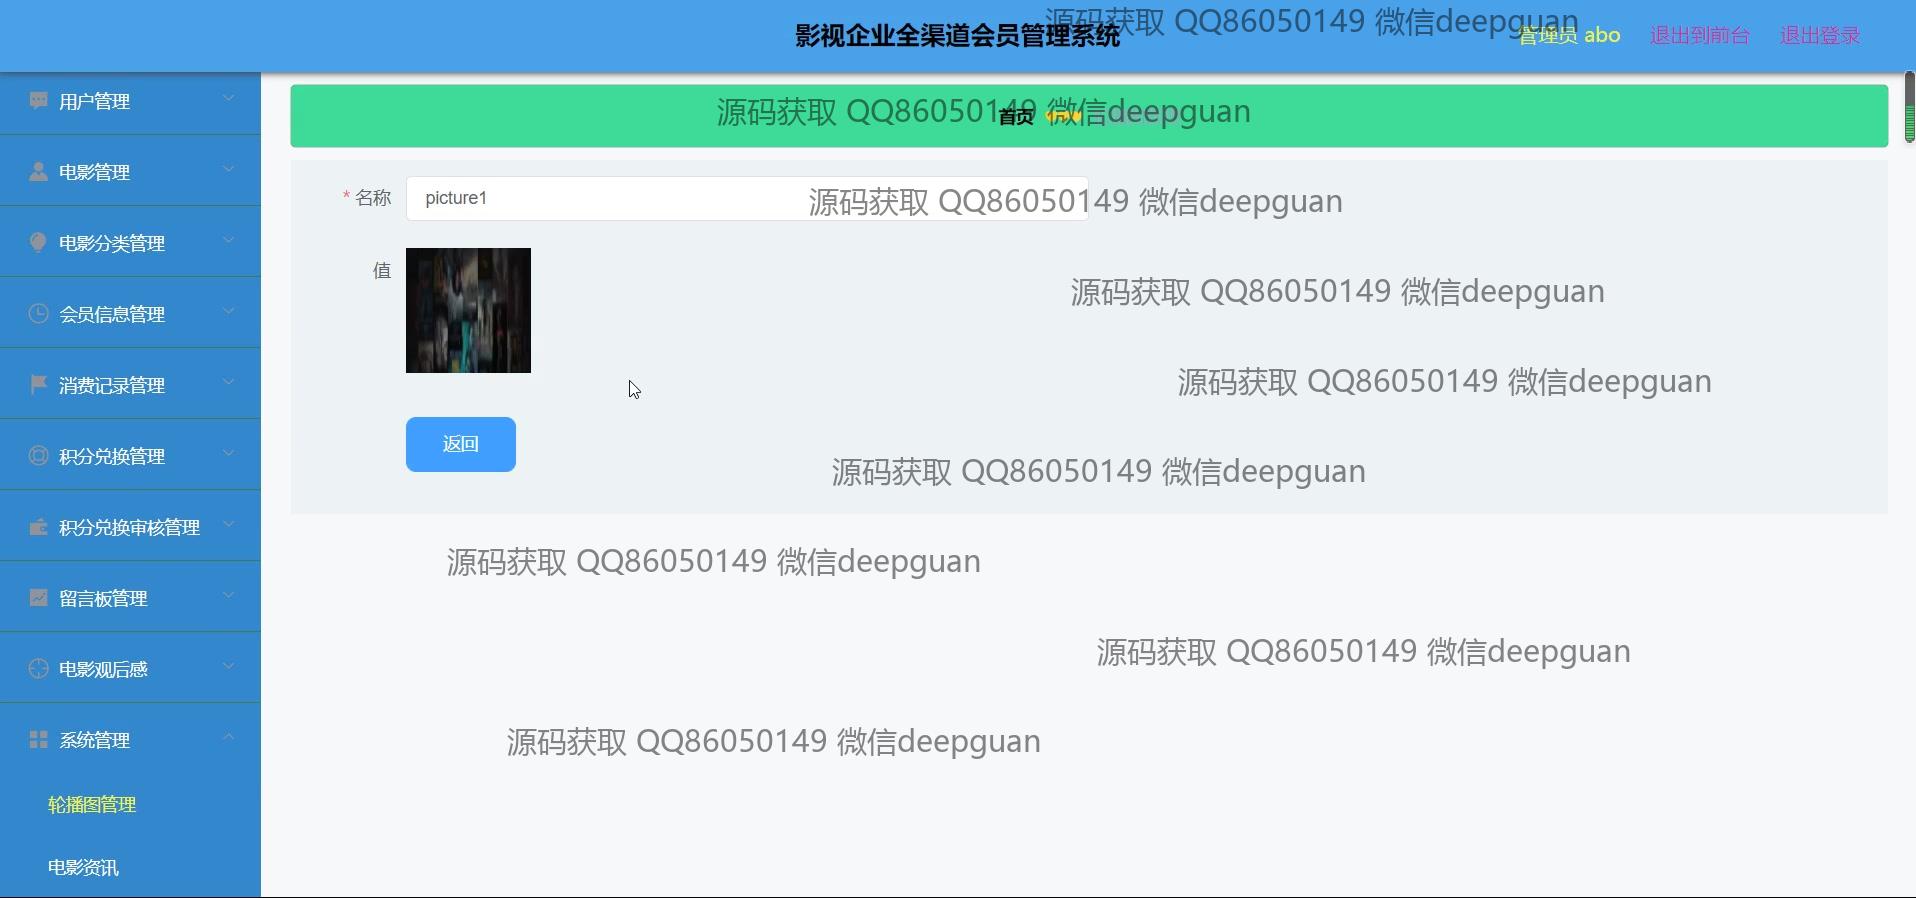 影视企业全渠道会员管理系统
源码获取 QQ86050149 微信deepguan
管理员 abo
退出到前台
退出登录
用户管理
电影管理
电影分类管理
会员信息管理
消费记录管理
积分兑换管理
积分兑换审核管理
留言板管理
电影观后感
系统管理
轮播图管理
电影资讯
首页
源码获取 QQ86050149 微信deepguan
* 名称
picture1
源码获取 QQ86050149 微信deepguan
值
源码获取 QQ86050149 微信deepguan
源码获取 QQ86050149 微信deepguan
返回
源码获取 QQ86050149 微信deepguan
源码获取 QQ86050149 微信deepguan
源码获取 QQ86050149 微信deepguan
源码获取 QQ86050149 微信deepguan